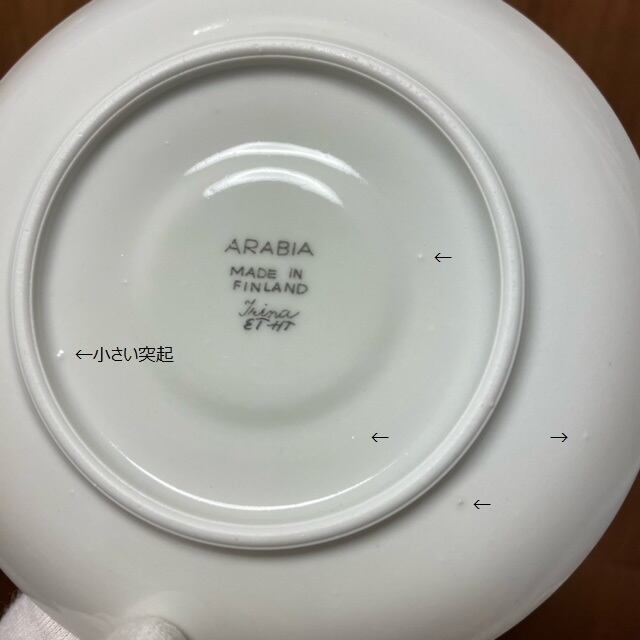 ARABIA
←
MADE IN
FINLAND
Irina
ET-HT
←小さい突起
←
→
←